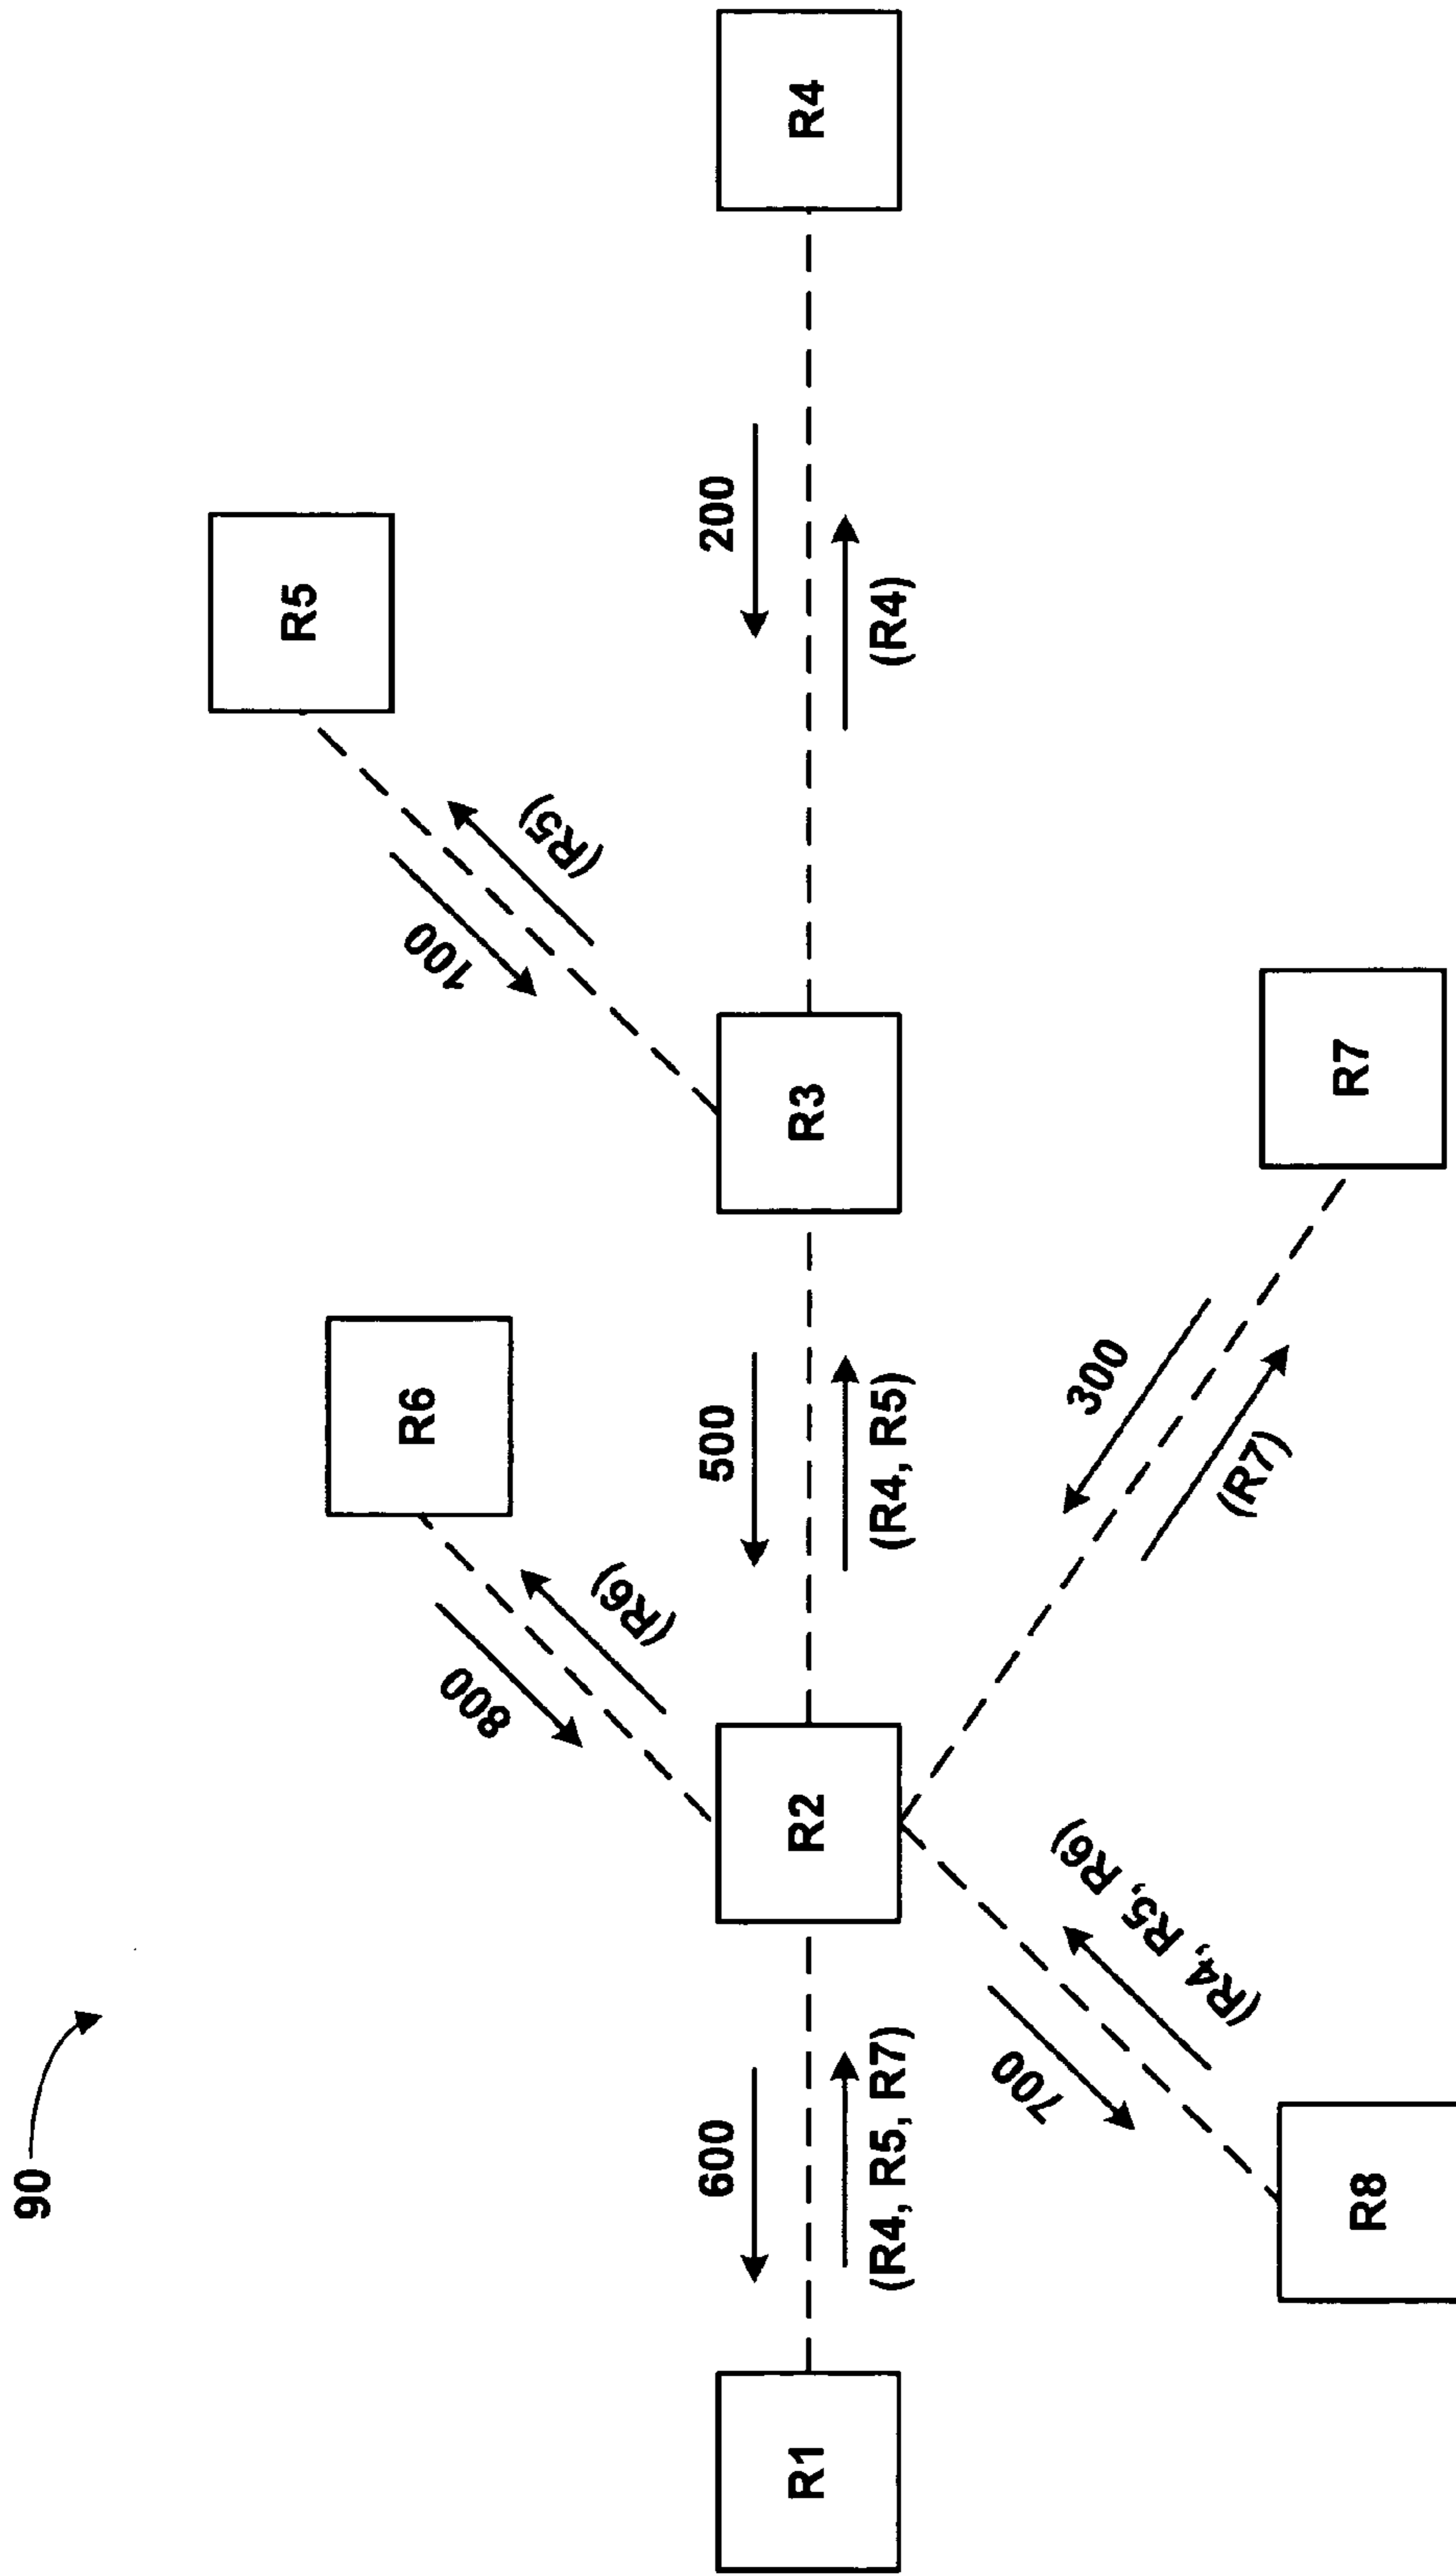 90
R6
R5
800
(R6)
100
(R5)
600
500
200
R1
R2
R3
R4
(R4, R5, R7)
(R4, R5)
(R4)
700
(R4, R5, R6)
300
(R7)
R8
R7